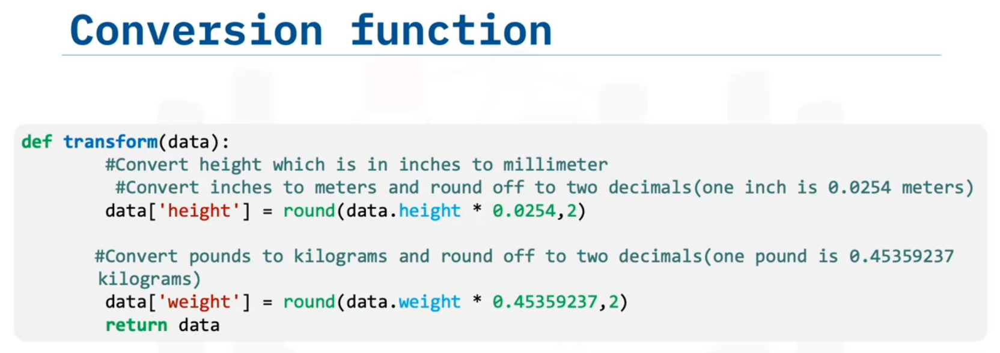 Conversion function
def transform(data):
#Convert height which is in inches to millimeter
#Convert inches to meters and round off to two decimals(one inch is 0.0254 meters)
data['height'] = round(data.height * 0.0254,2)
#Convert pounds to kilograms and round off to two decimals(one pound is 0.45359237
kilograms)
data['weight'] = round(data.weight * 0.45359237,2)
return data